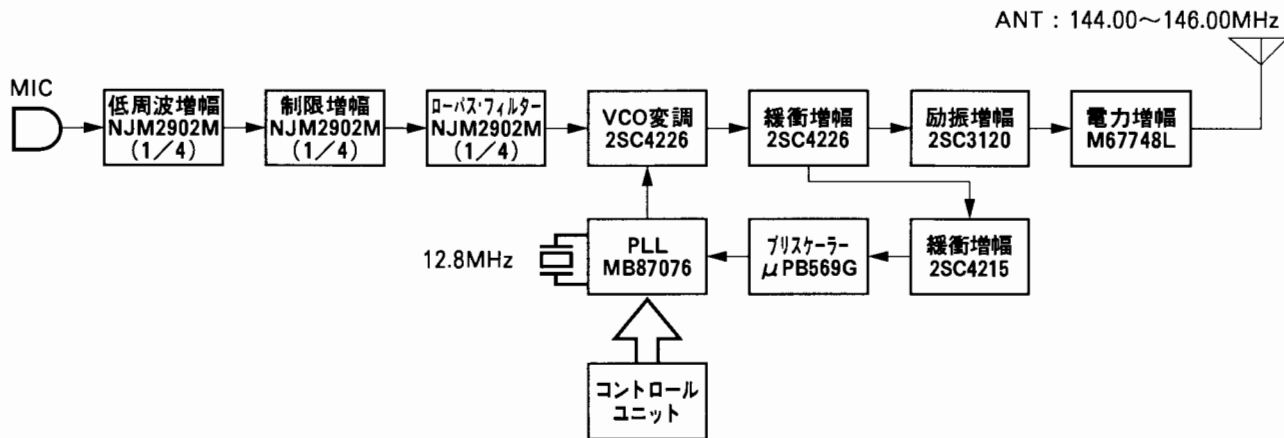 ANT：144.00～146.00MHz
MIC
低周波増幅
NJM2902M
(1／4)
制限増幅
NJM2902M
(1／4)
ローパス・フィルター
NJM2902M
(1／4)
VCO変調
2SC4226
緩衝増幅
2SC4226
励振増幅
2SC3120
電力増幅
M67748L
12.8MHz
PLL
MB87076
プリスケーラー
μPB569G
緩衝増幅
2SC4215
コントロール
ユニット